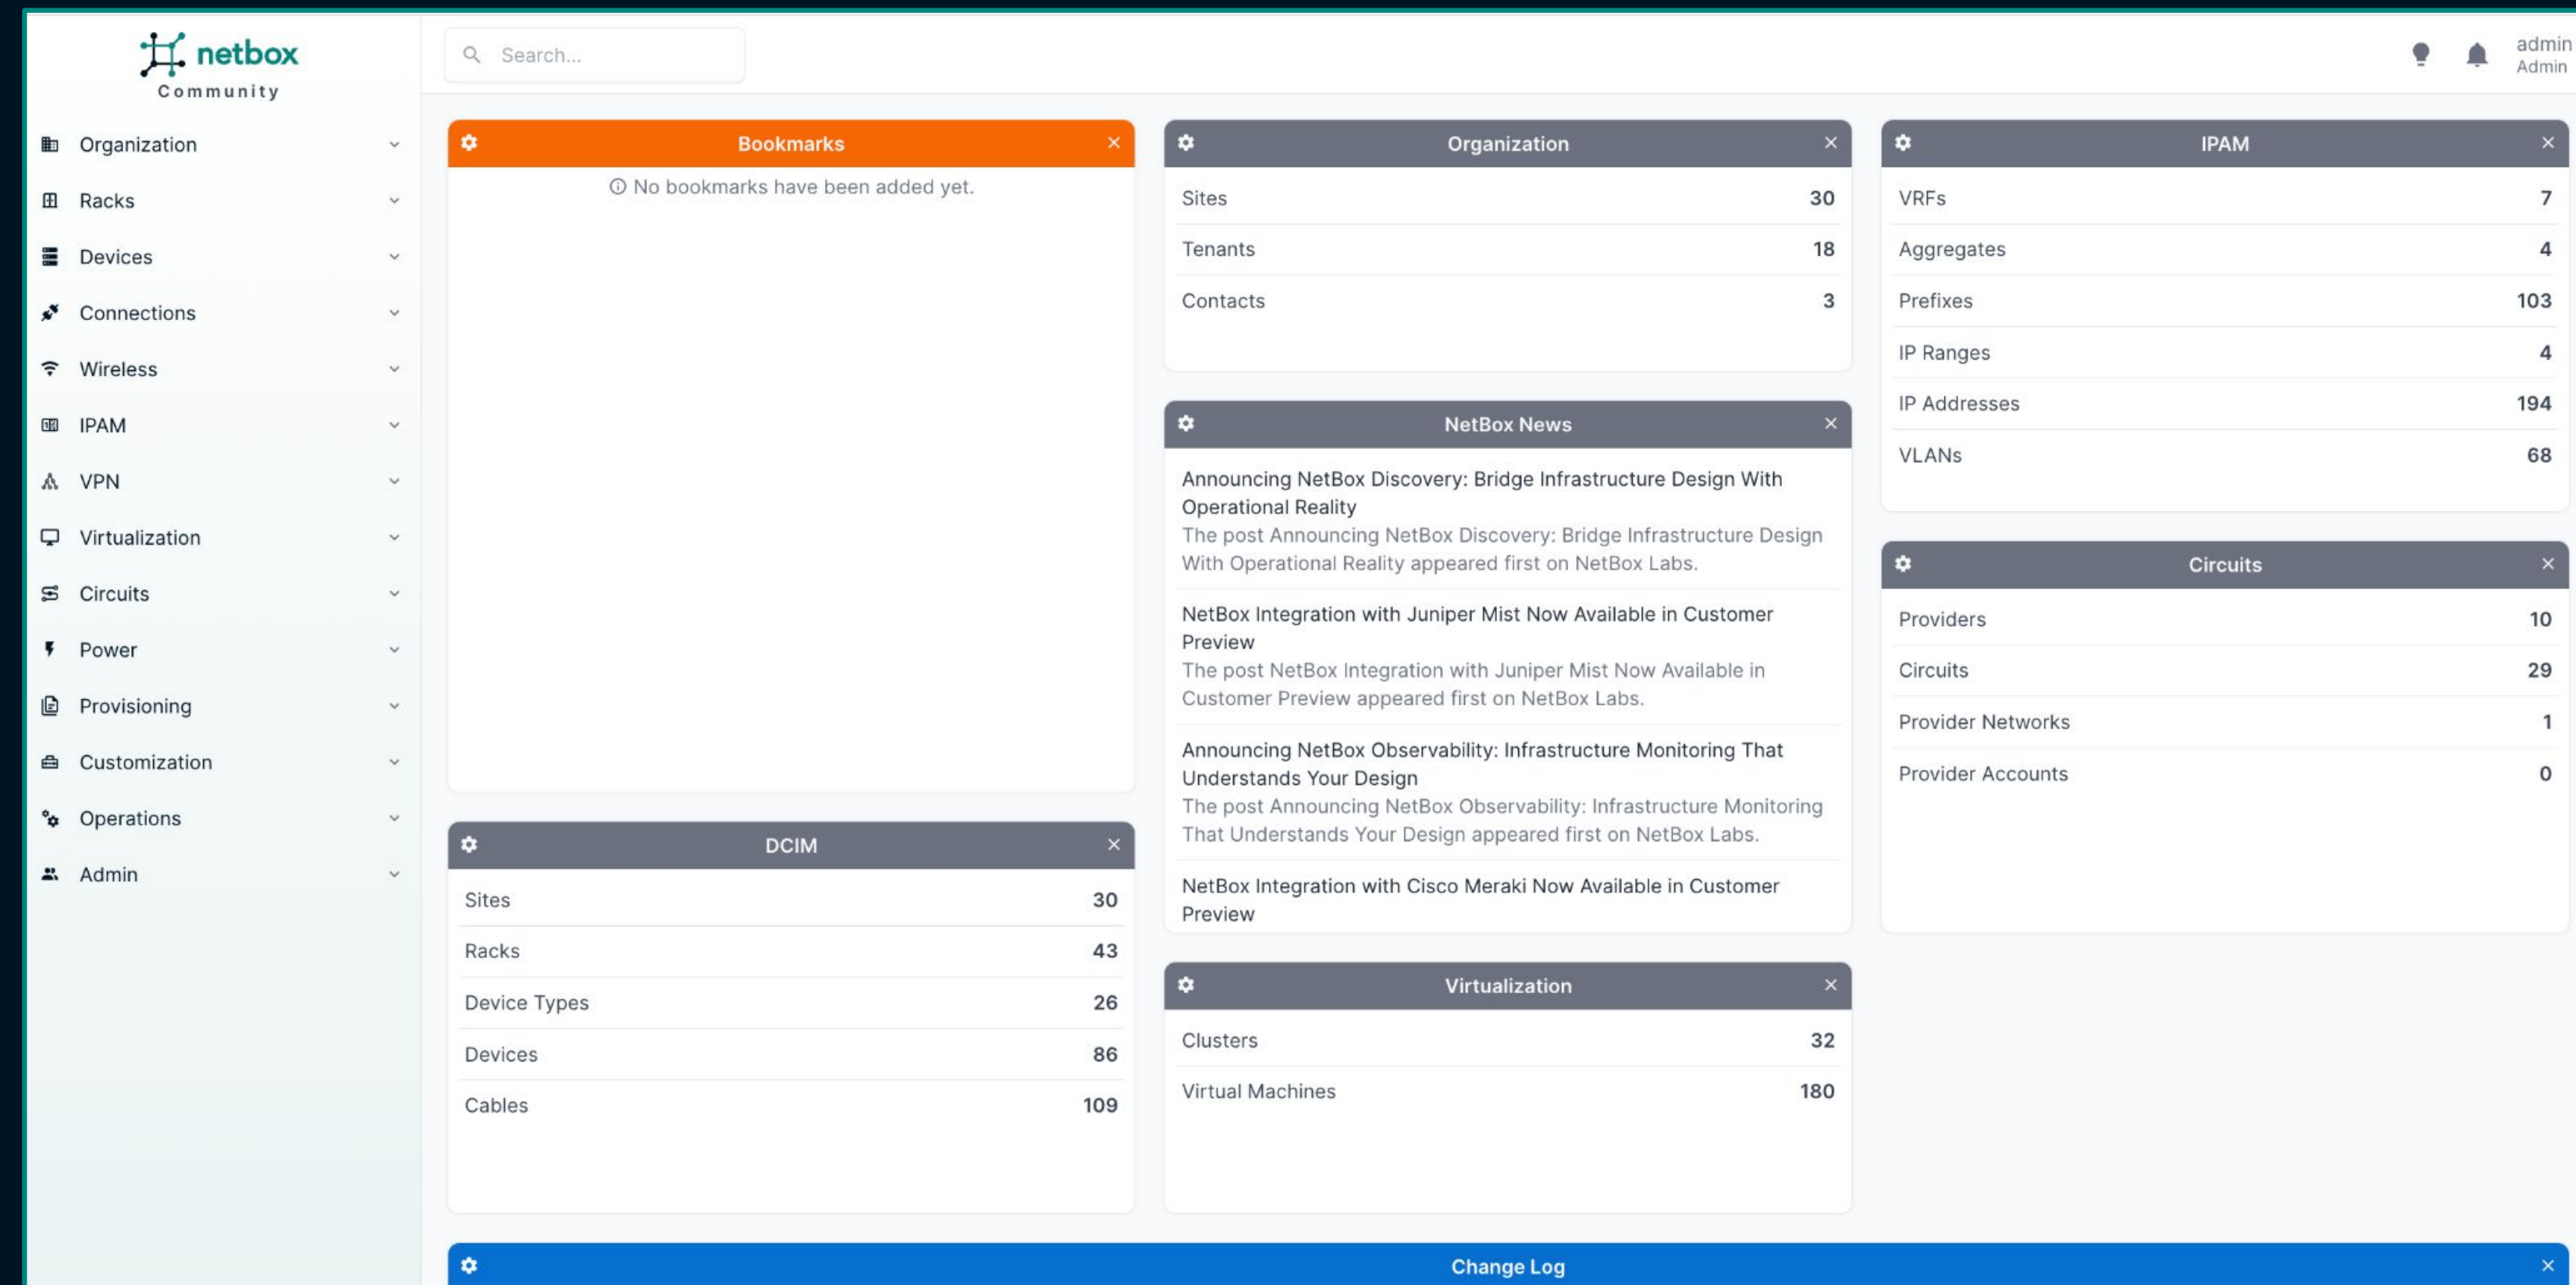 netbox
Community
Search...
admin
Admin
Organization
Racks
Devices
Connections
Wireless
IPAM
VPN
Virtualization
Circuits
Power
Provisioning
Customization
Operations
Admin
Bookmarks
No bookmarks have been added yet.
DCIM
Sites 30
Racks 43
Device Types 26
Devices 86
Cables 109
Organization
Sites 30
Tenants 18
Contacts 3
NetBox News
Announcing NetBox Discovery: Bridge Infrastructure Design With
Operational Reality
The post Announcing NetBox Discovery: Bridge Infrastructure Design
With Operational Reality appeared first on NetBox Labs.
NetBox Integration with Juniper Mist Now Available in Customer
Preview
The post NetBox Integration with Juniper Mist Now Available in
Customer Preview appeared first on NetBox Labs.
Announcing NetBox Observability: Infrastructure Monitoring That
Understands Your Design
The post Announcing NetBox Observability: Infrastructure Monitoring
That Understands Your Design appeared first on NetBox Labs.
NetBox Integration with Cisco Meraki Now Available in Customer
Preview
Virtualization
Clusters 32
Virtual Machines 180
IPAM
VRFs 7
Aggregates 4
Prefixes 103
IP Ranges 4
IP Addresses 194
VLANs 68
Circuits
Providers 10
Circuits 29
Provider Networks 1
Provider Accounts 0
Change Log